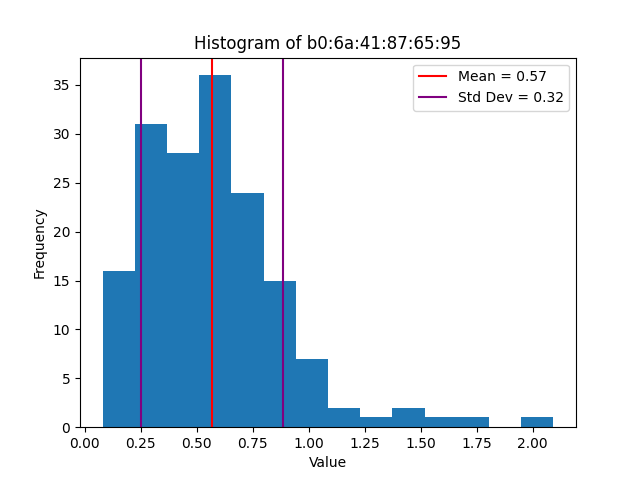 Histogram of b0:6a:41:87:65:95
Mean = 0.57
Std Dev = 0.32
Frequency
35
30
25
20
15
10
5
0
0.00 0.25 0.50 0.75 1.00 1.25 1.50 1.75 2.00
Value